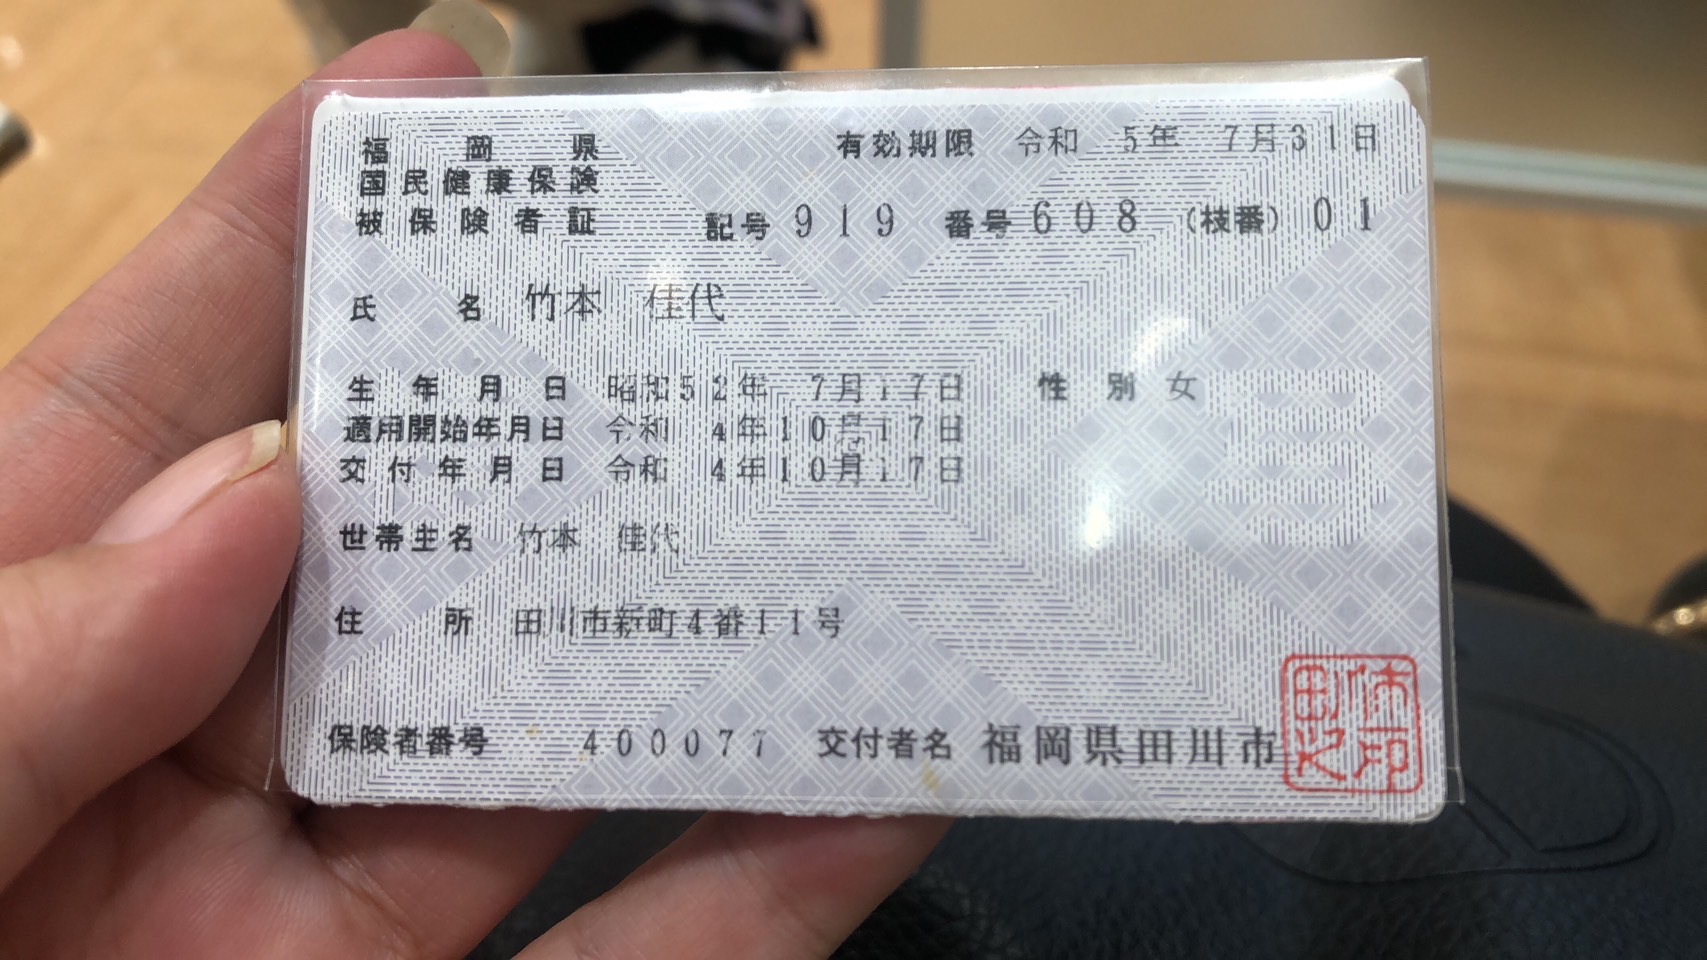 福岡県 有効期限 令和 5年 7月31日
国民健康保険
被保険者証 記号 919 番号 608 (枝番) 01
氏名 竹本 佳代
生年月日 昭和52年 7月17日 性別 女
適用開始年月日 令和 4年10月17日
交付年月日 令和 4年10月17日
世帯主名 竹本 佳代
住所 田川市新町4番11号
保険者番号 400077 交付者名 福岡県田川市